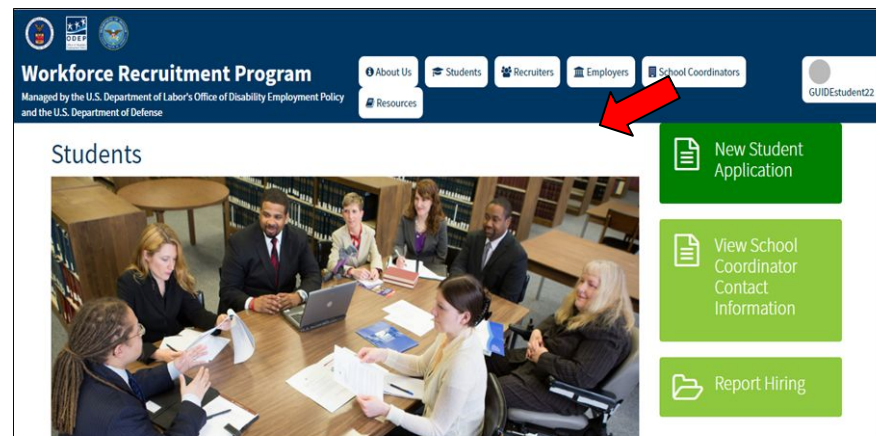 ODEP
Workforce Recruitment Program
Managed by the U.S. Department of Labor's Office of Disability Employment Policy
and the U.S. Department of Defense
About Us
Students
Recruiters
Employers
School Coordinators
Resources
GUIDEstudent22
Students
New Student
Application
View School
Coordinator
Contact
Information
Report Hiring